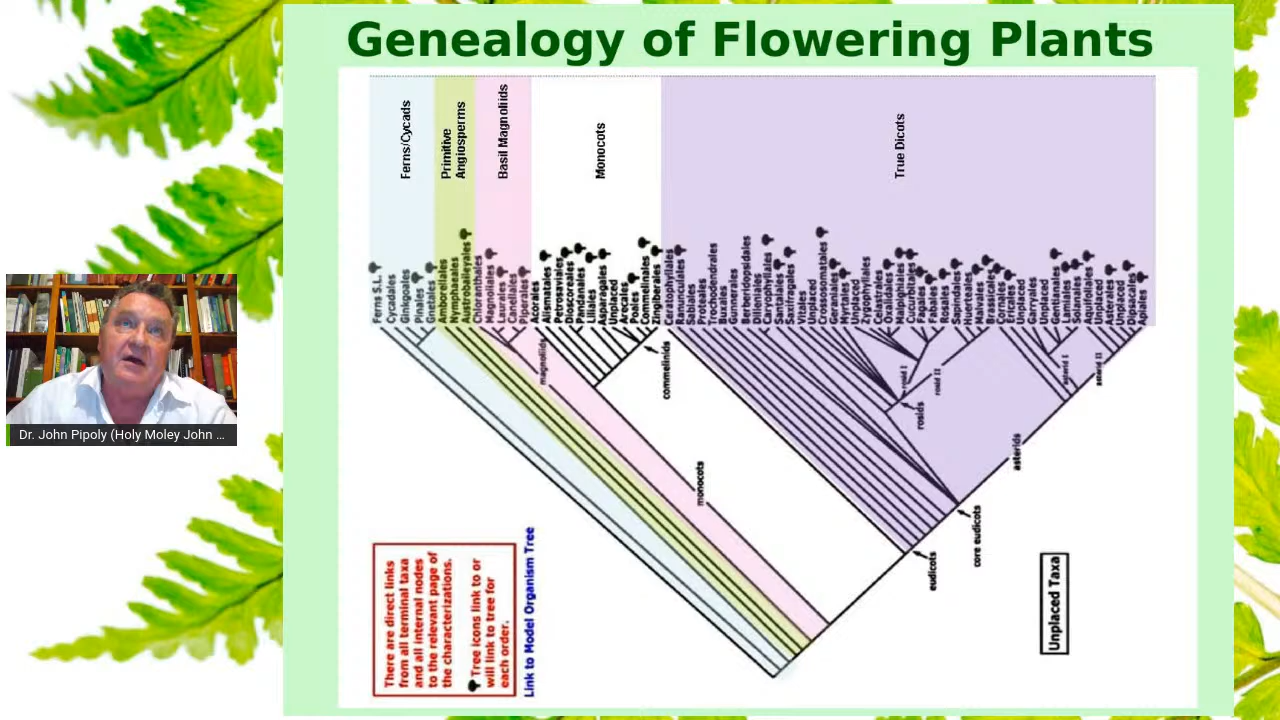 Genealogy of Flowering Plants
Ferns/Cycads
Primitive
Angiosperms
Basil Magnoliids
Monocots
True Dicots
Ferns S.L.
Cycadales
Ginkgoales
Pinales
Gnetales
Amborellales
Nymphaeales
Austrobaileyales
Chloranthales
Magnoliales
Laurales
Canellales
Piperales
Acorales
Alismatales
Petrosaviales
Dioscoreales
Pandanales
Liliales
Asparagales
Unplaced
Arecales
Poales
Commelinales
Zingiberales
Ceratophyllales
Ranunculales
Sabiales
Proteales
Trochodendrales
Buxales
Gunnerales
Berberidopsidales
Dilleniales
Caryophyllales
Santalales
Saxifragales
Vitales
Unplaced
Crossosomatales
Geraniales
Myrtales
Zygophyllales
Celastrales
Oxalidales
Malpighiales
Cucurbitales
Fagales
Fabales
Rosales
Sapindales
Malvales
Brassicales
Cornales
Ericales
Unplaced
Garryales
Unplaced
Gentianales
Lamiales
Solanales
Aquifoliales
Unplaced
Asterales
Unplaced
Dipsacales
Apiales
magnoliids
commelinids
monocots
rosid I
rosid II
rosids
asterid I
asterid II
asterids
core eudicots
eudicots
There are direct links
from all terminal taxa
and all internal nodes
to the relevant page of
the characterizations.
Tree icons link to or
will link to tree for
each order.
Link to Model Organism Tree
Unplaced Taxa
Dr. John Pipoly (Holy Moley John ...